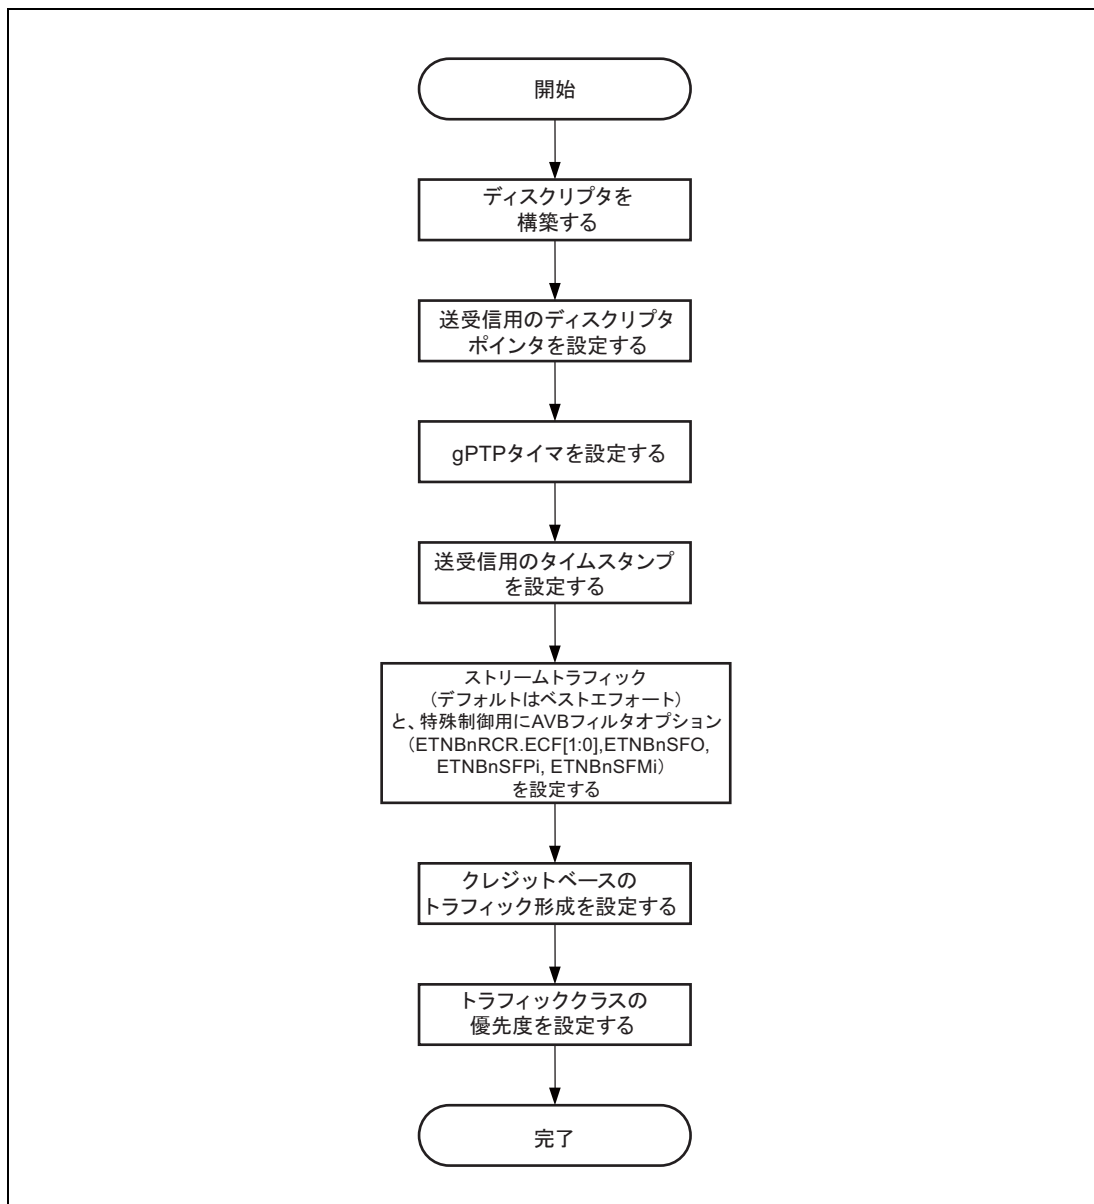 開始
ディスクリプタを
構築する
送受信用のディスクリプタ
ポインタを設定する
gPTPタイマを設定する
送受信用のタイムスタンプ
を設定する
ストリームトラフィック
（デフォルトはベストエフォート）
と、特殊制御用にAVBフィルタオプション
（ETNBnRCR.ECF[1:0],ETNBnSFO,
ETNBnSFPi, ETNBnSFMi）
を設定する
クレジットベースの
トラフィック形成を設定する
トラフィッククラスの
優先度を設定する
完了